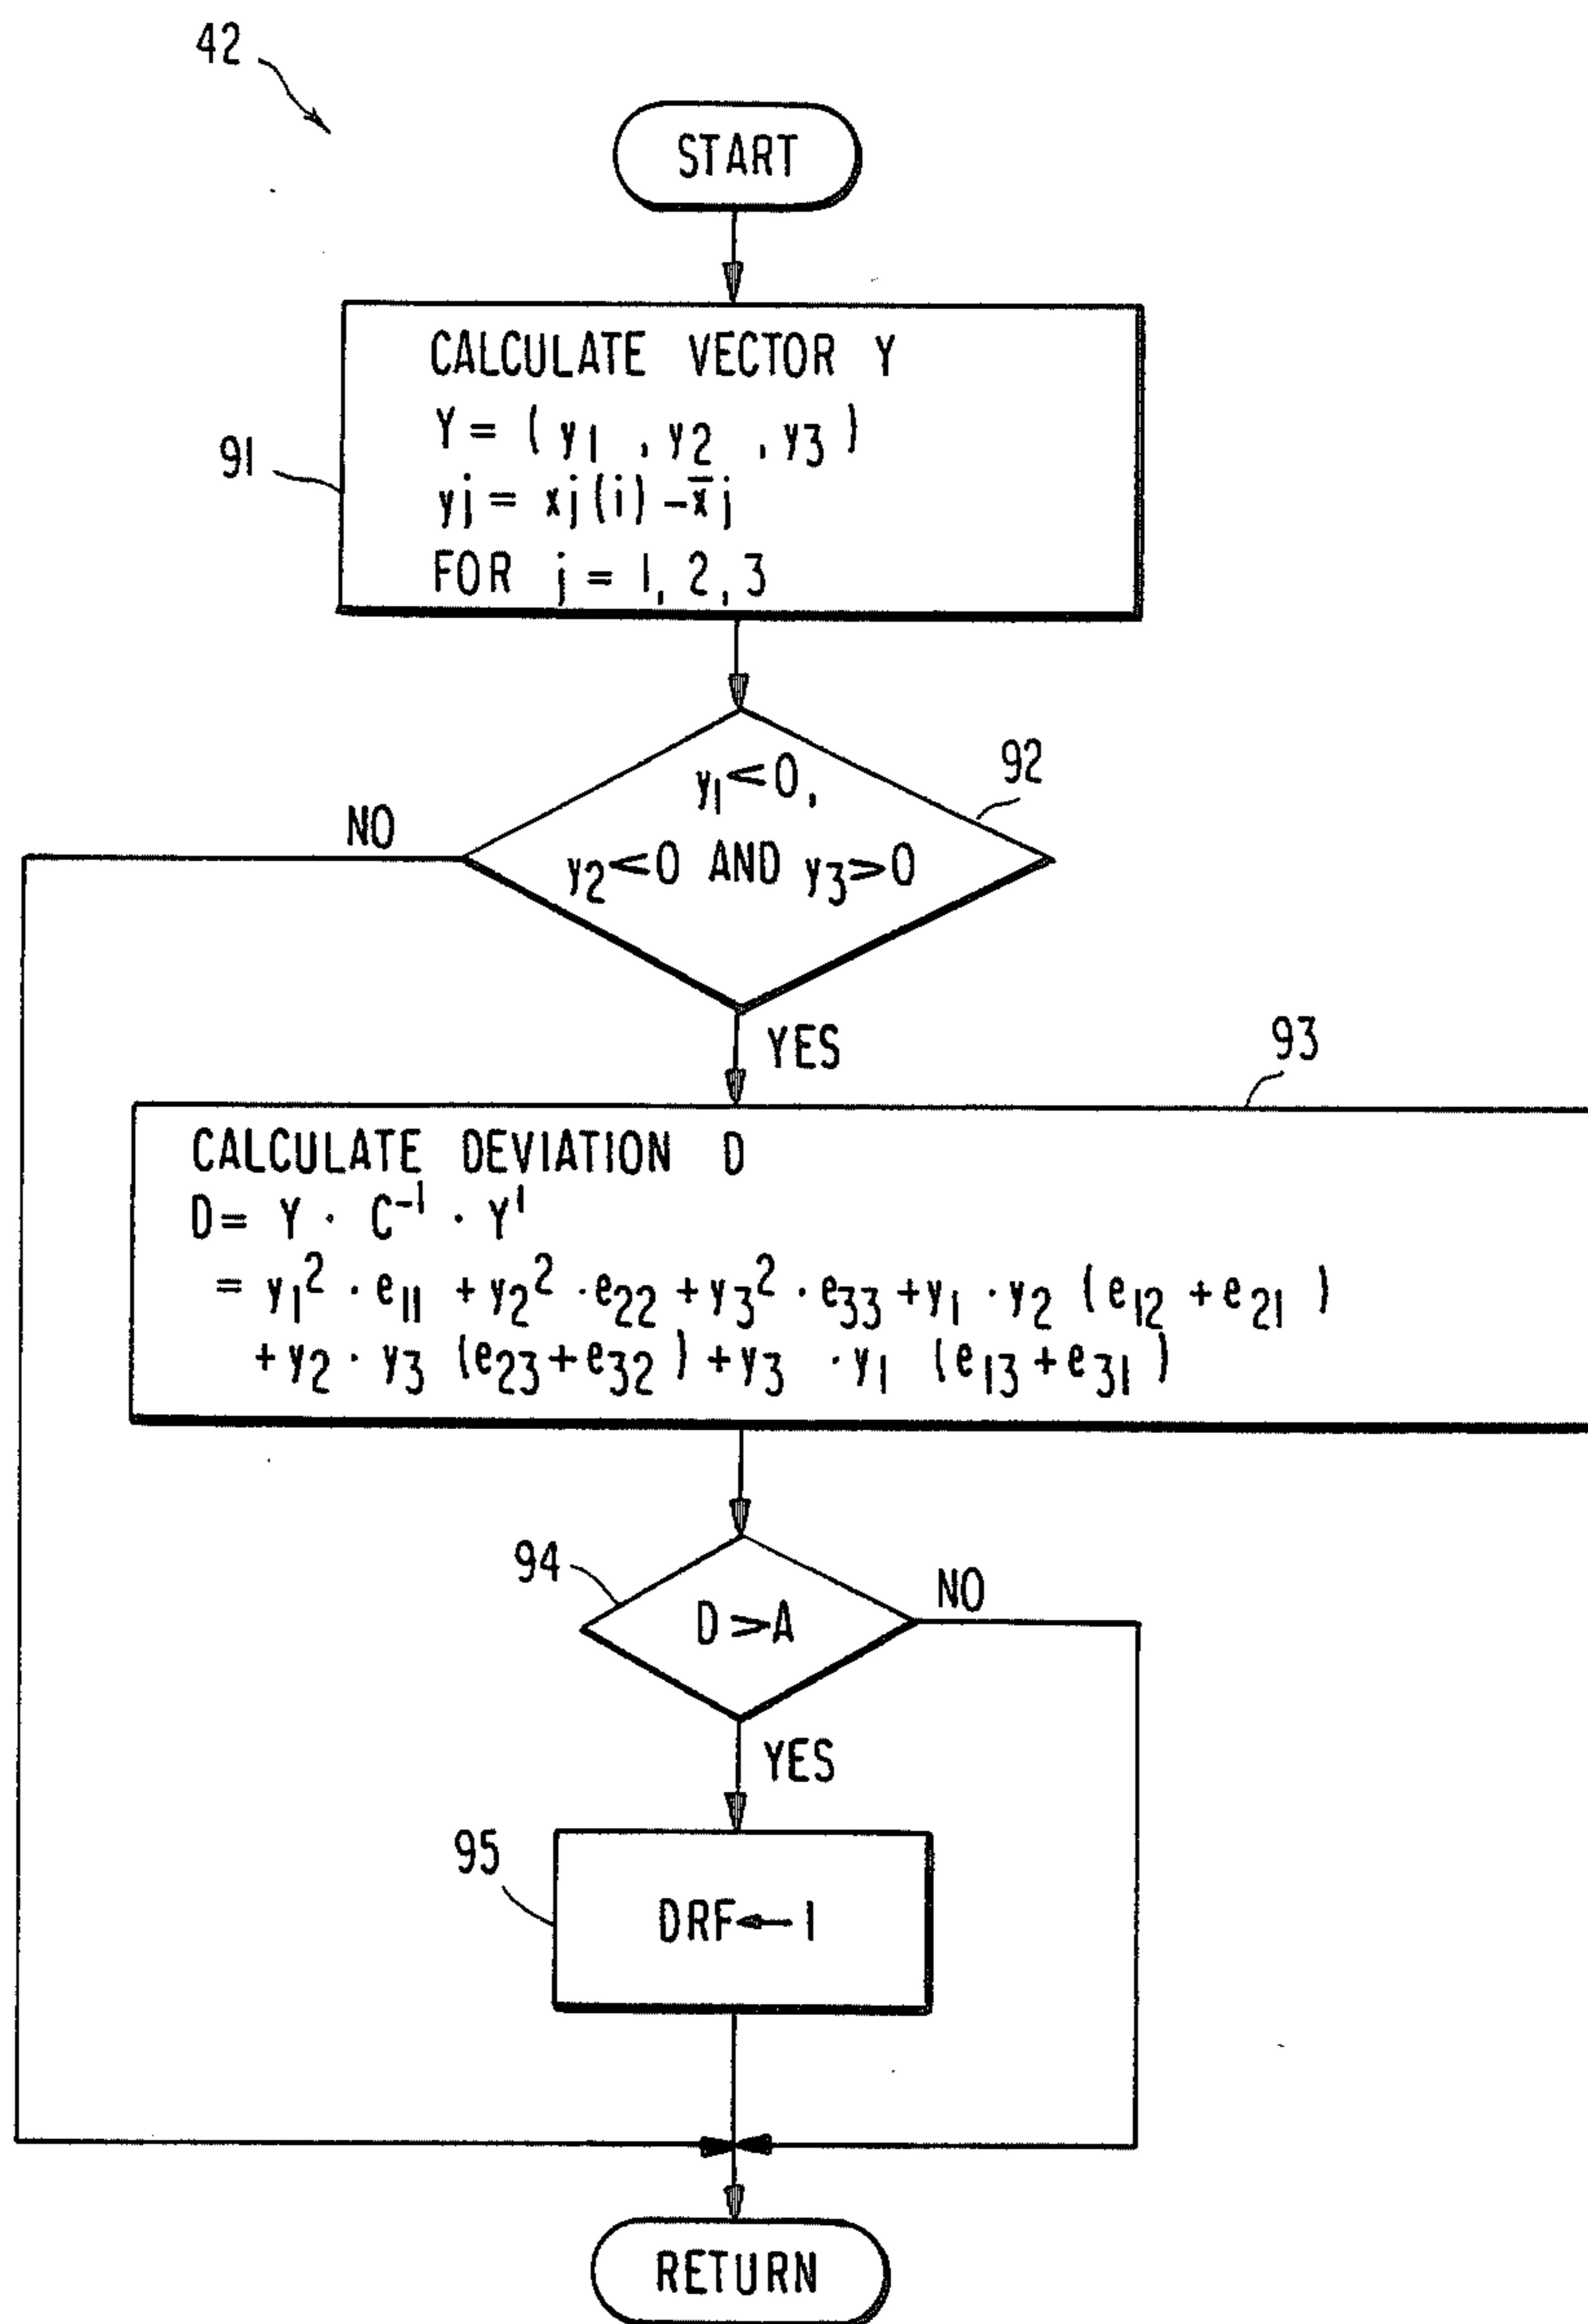 42
START
CALCULATE VECTOR Y
Y = ( y1 , y2 , y3 )
yj = xj(i) - x̄j
FOR j = 1, 2, 3
91
y1<0,
y2<0 AND y3>0
92
NO
YES
93
CALCULATE DEVIATION D
D = Y · C⁻¹ · Y'
= y1² · e11 + y2² · e22 + y3² · e33 + y1 · y2 (e12 + e21 )
+ y2 · y3 (e23 + e32 ) + y3 · y1 (e13 + e31 )
94
D > A
NO
YES
95
DRF←1
RETURN